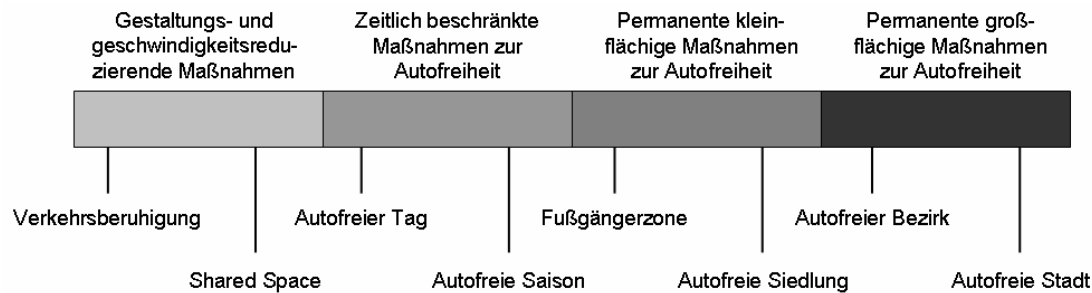 Gestaltungs- und
geschwindigkeitsredu-
zierende Maßnahmen
Zeitlich beschränkte
Maßnahmen zur
Autofreiheit
Permanente klein-
flächige Maßnahmen
zur Autofreiheit
Permanente groß-
flächige Maßnahmen
zur Autofreiheit
Verkehrsberuhigung
Autofreier Tag
Fußgängerzone
Autofreier Bezirk
Shared Space
Autofreie Saison
Autofreie Siedlung
Autofreie Stadt